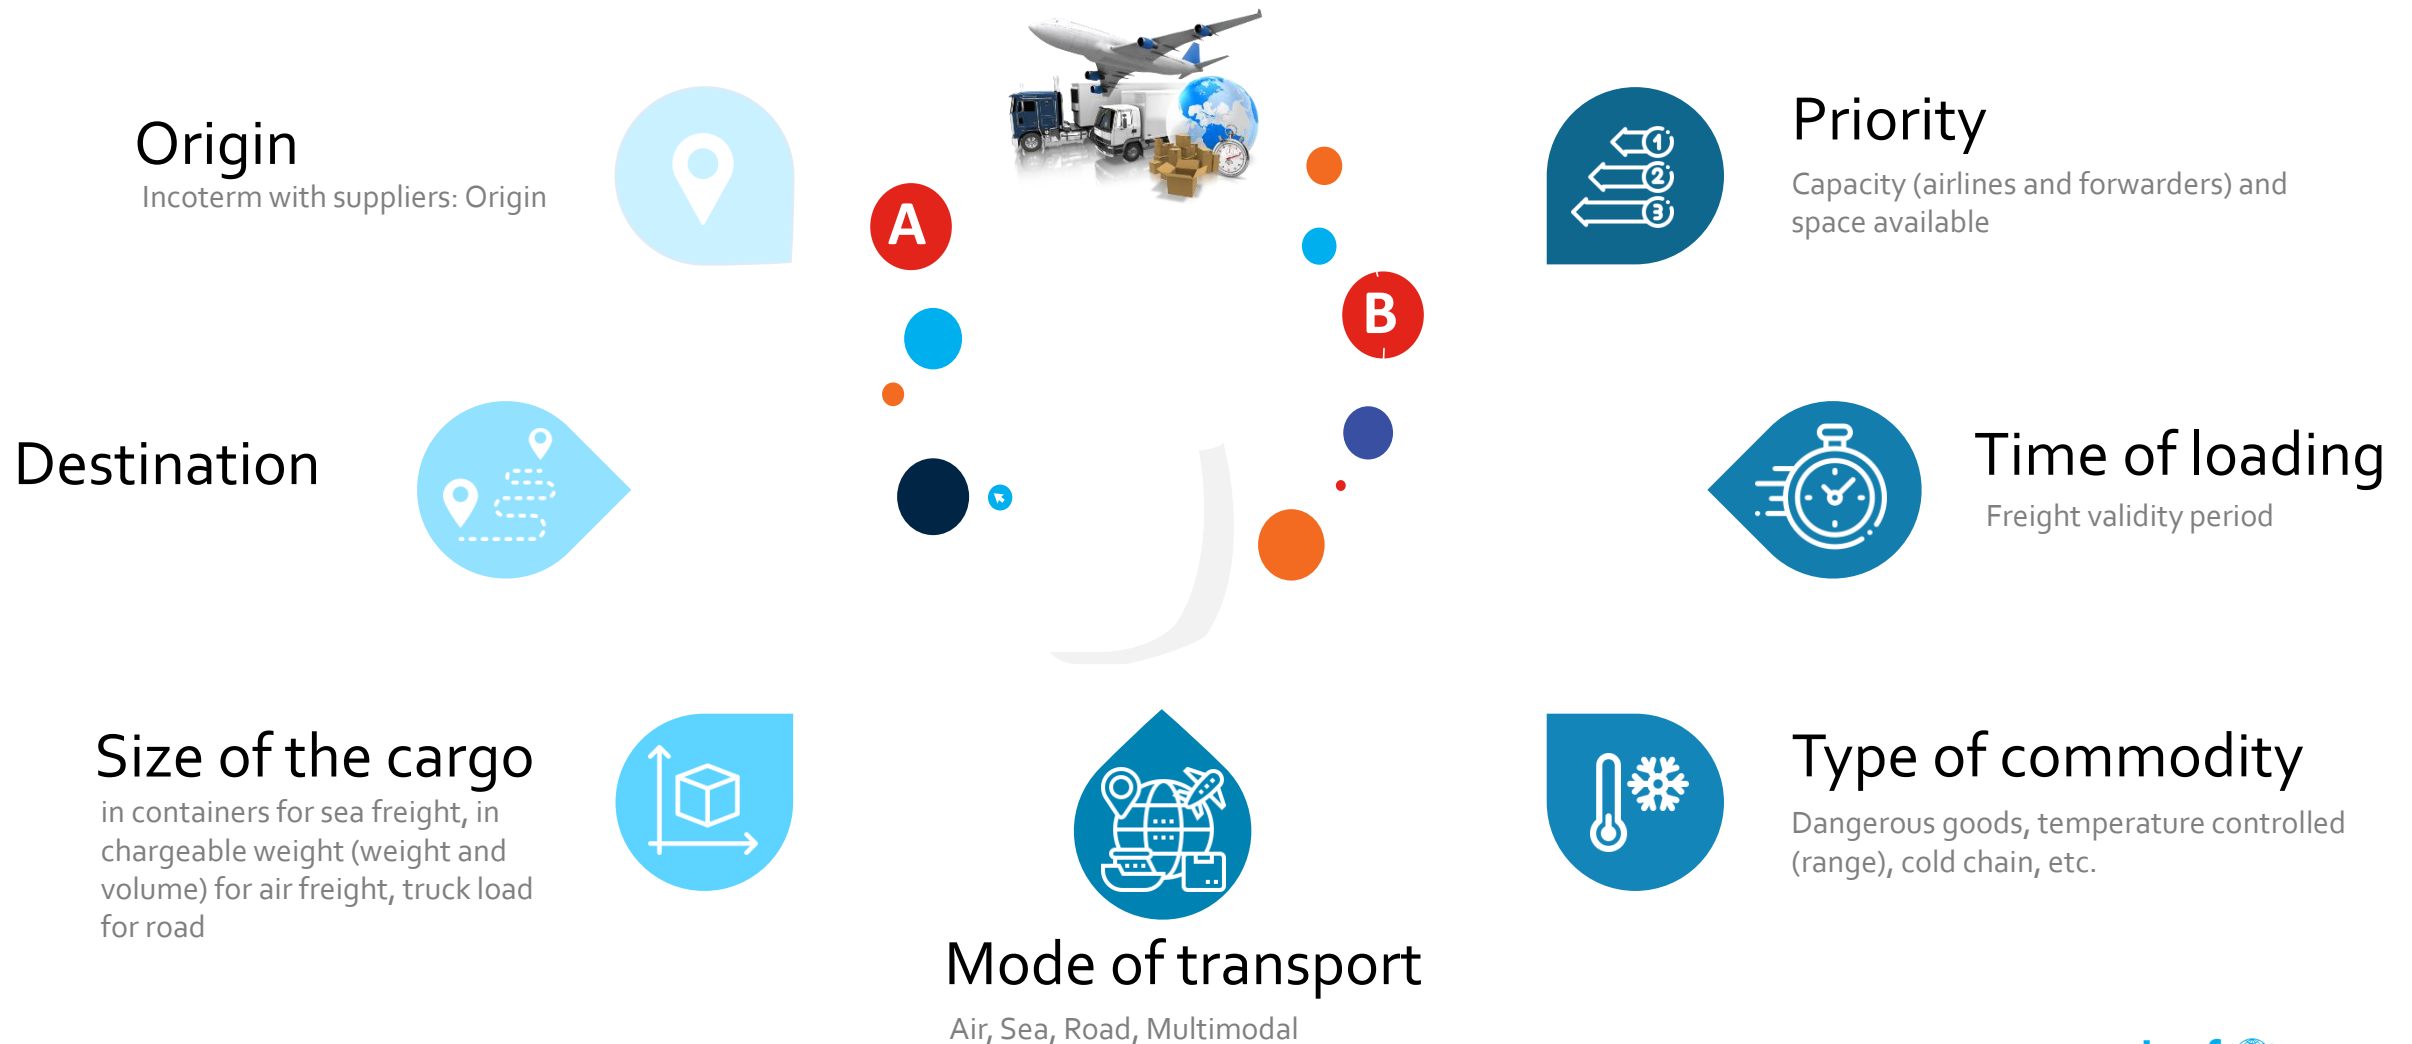 Origin
Incoterm with suppliers: Origin
A
B
Priority
Capacity (airlines and forwarders) and
space available
1
2
3
Destination
Time of loading
Freight validity period
Size of the cargo
in containers for sea freight, in
chargeable weight (weight and
volume) for air freight, truck load
for road
Type of commodity
Dangerous goods, temperature controlled
(range), cold chain, etc.
Mode of transport
Air, Sea, Road, Multimodal